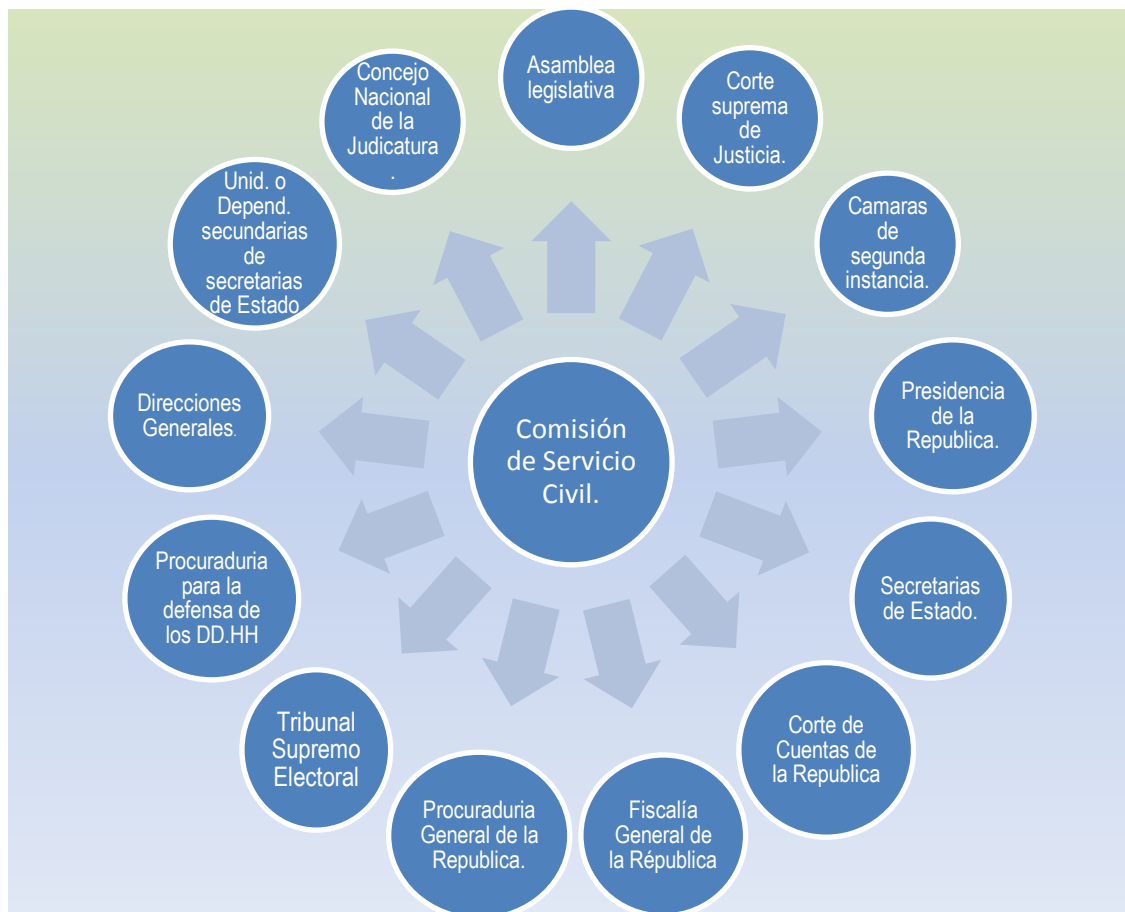 Asamblea
legislativa
Corte
suprema
de
Justicia.
Camaras
de
segunda
instancia.
Presidencia
de la
Republica.
Secretarias
de Estado.
Corte de
Cuentas de
la Republica
Fiscalía
General de
la Républica
Procuraduria
General de la
Republica.
Tribunal
Supremo
Electoral
Procuraduria
para la
defensa de
los DD.HH
Direcciones
Generales.
Unid. o
Depend.
secundarias
de
secretarias
de Estado
Concejo
Nacional
de la
Judicatura
.
Comisión
de Servicio
Civil.